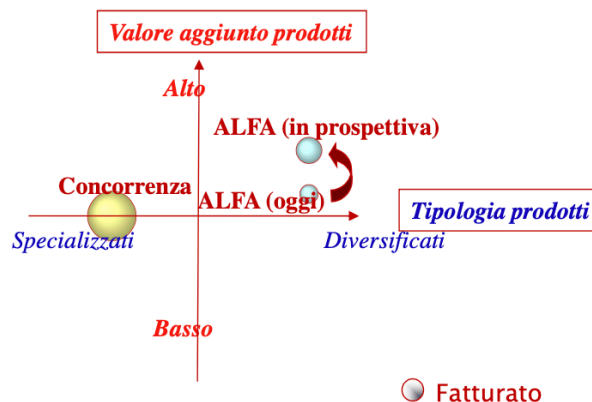 Valore aggiunto prodotti
Alto
ALFA (in prospettiva)
Concorrenza
ALFA (oggi)
Tipologia prodotti
Specializzati
Diversificati
Basso
Fatturato